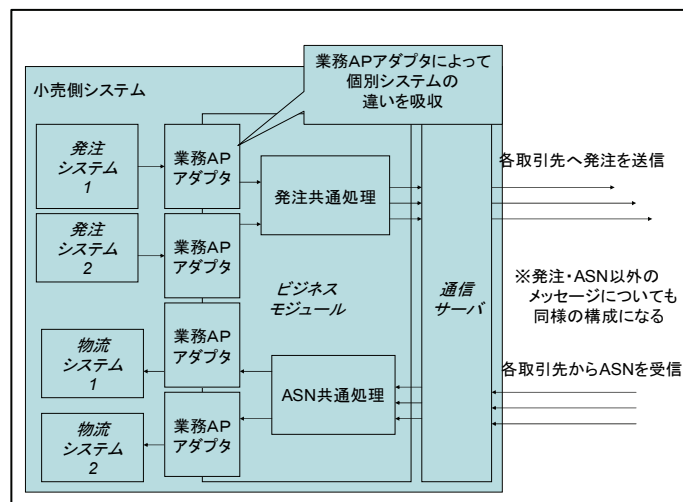 業務APアダプタによって
個別システムの
違いを吸収
小売側システム
発注
システム
1
業務AP
アダプタ
発注共通処理
各取引先へ発注を送信
発注
システム
2
業務AP
アダプタ
ビジネス
モジュール
通信
サーバ
※発注・ASN以外の
メッセージについても
同様の構成になる
物流
システム
1
業務AP
アダプタ
ASN共通処理
各取引先からASNを受信
物流
システム
2
業務AP
アダプタ